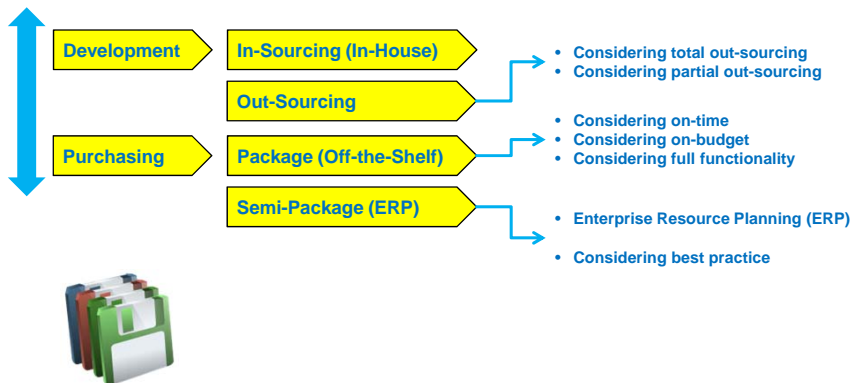 Development
In-Sourcing (In-House)
Out-Sourcing
• Considering total out-sourcing
• Considering partial out-sourcing
Purchasing
Package (Off-the-Shelf)
• Considering on-time
• Considering on-budget
• Considering full functionality
Semi-Package (ERP)
• Enterprise Resource Planning (ERP)
• Considering best practice